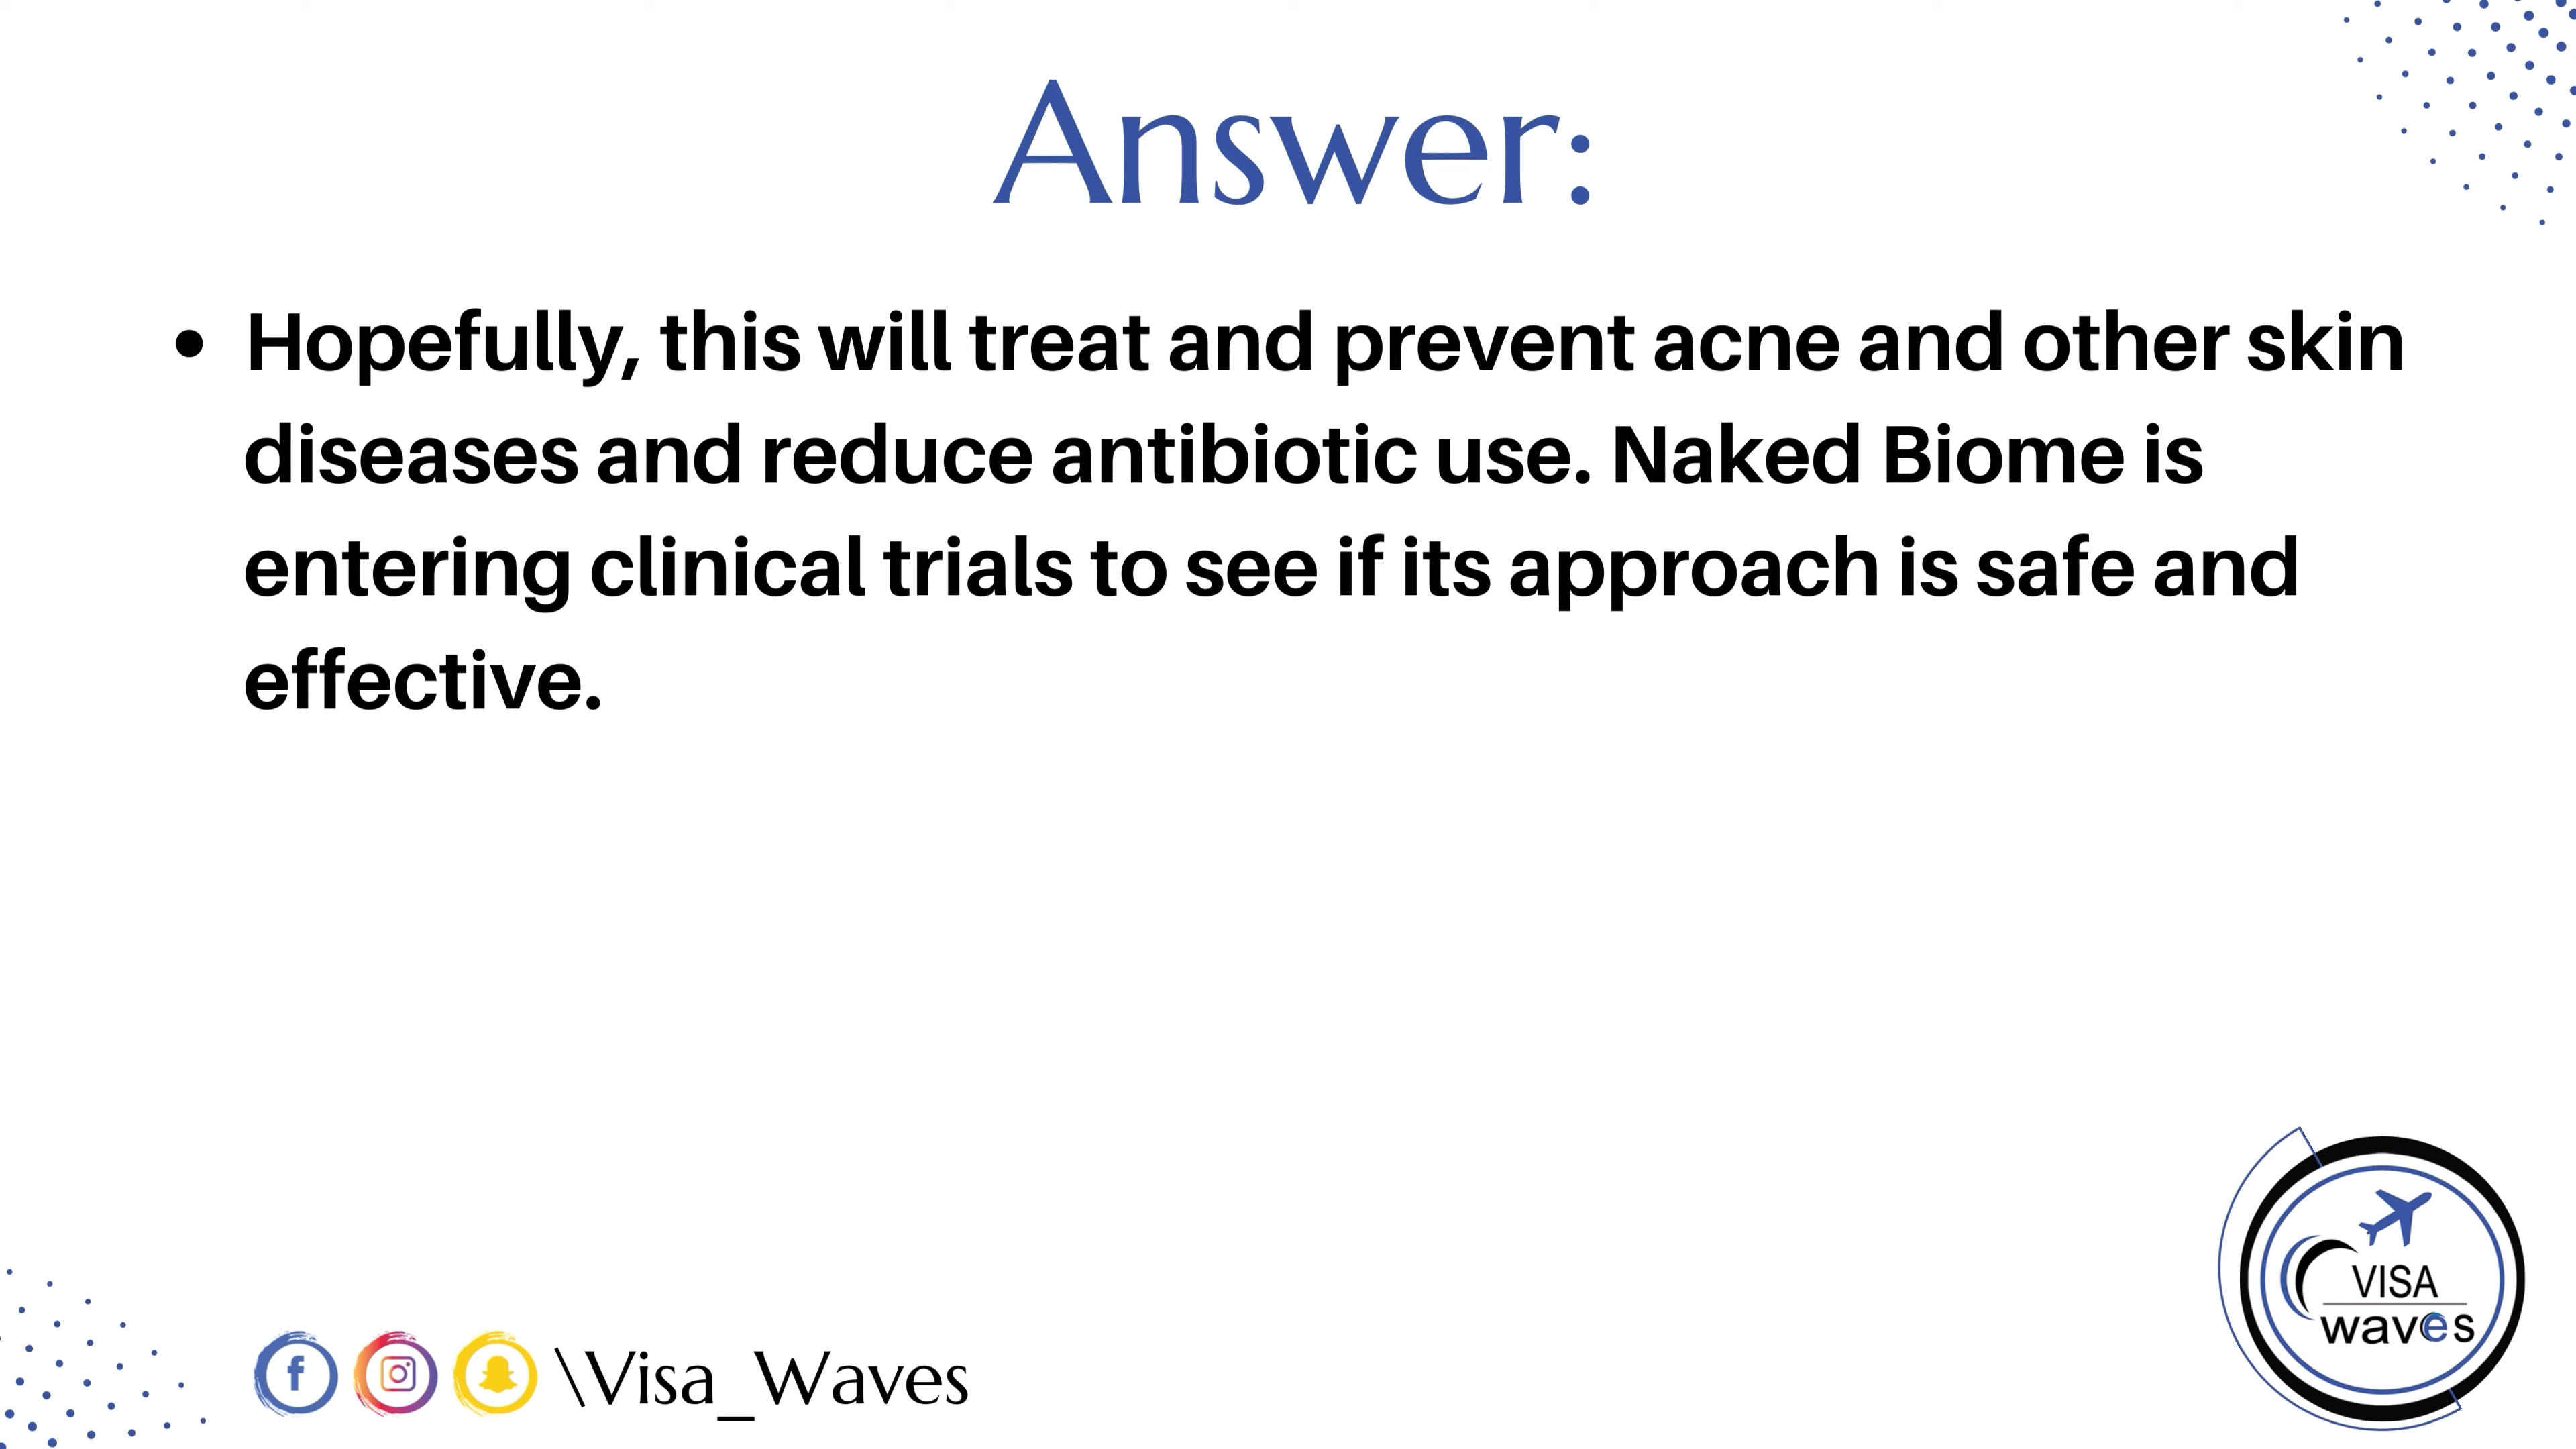 Answer:
• Hopefully, this will treat and prevent acne and other skin
diseases and reduce antibiotic use. Naked Biome is
entering clinical trials to see if its approach is safe and
effective.
VISA
waves
\Visa_Waves